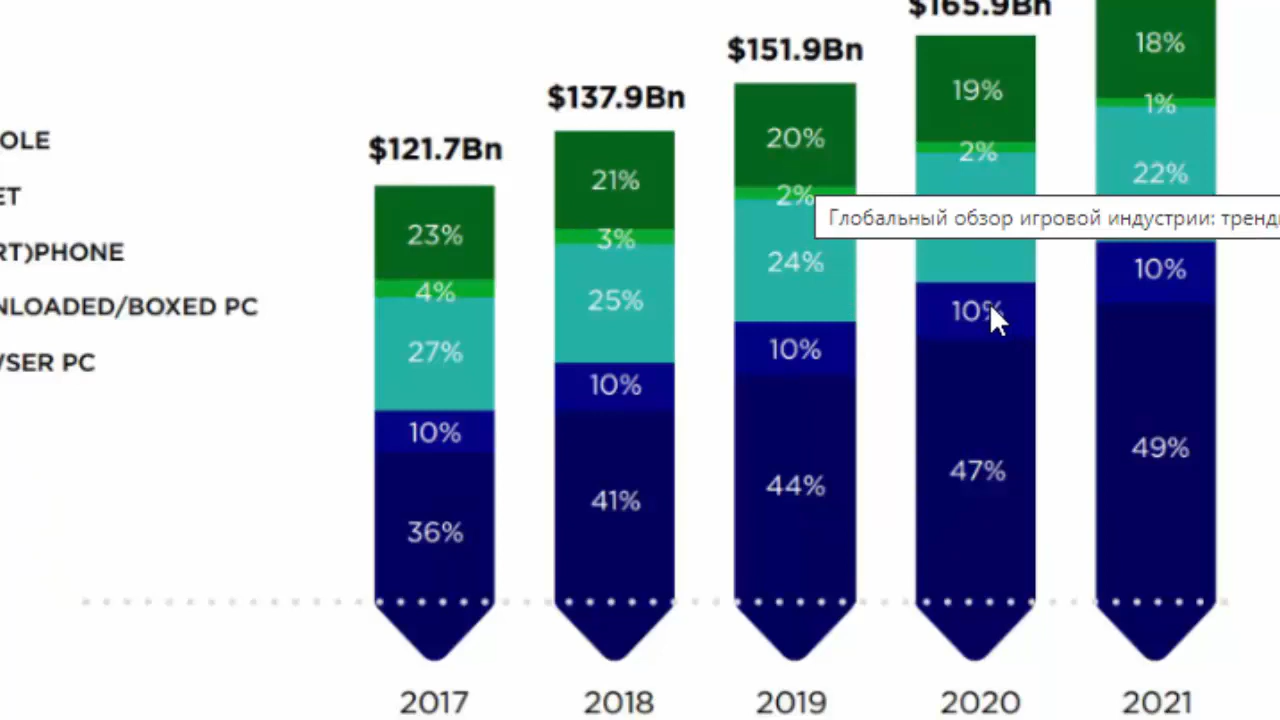 $165.9Bn
18%
$151.9Bn
19%
1%
$137.9Bn
20%
2%
22%
OLE
$121.7Bn
21%
2%
ET
23%
3%
24%
Глобальный обзор игровой индустрии:
RT)PHONE
4%
25%
10%
NLOADED/BOXED PC
27%
10%
10%
SER PC
10%
10%
36%
41%
44%
47%
49%
2017
2018
2019
2020
2021